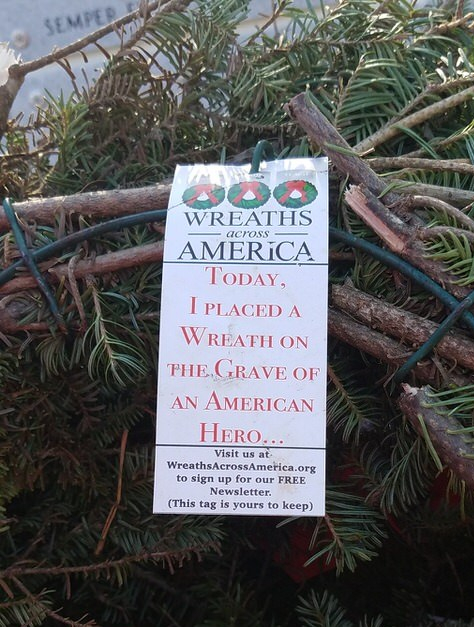 SEMPER
WREATHS
across
AMERICA
TODAY,
I PLACED A
WREATH ON
THE GRAVE OF
AN AMERICAN
HERO...
Visit us at
WreathsAcrossAmerica.org
to sign up for our FREE
Newsletter.
(This tag is yours to keep)